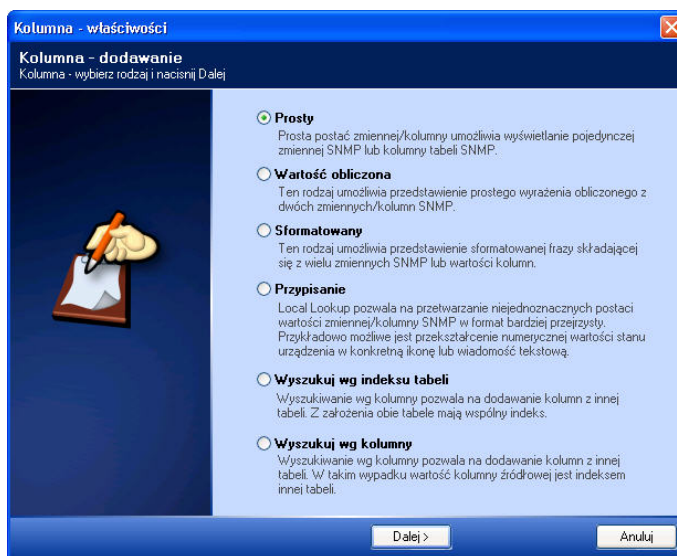 Kolumna - właściwości
Kolumna - dodawanie
Kolumna - wybierz rodzaj i nacisnij Dalej
Prosty
Prosta postać zmiennej/kolumny umożliwia wyświetlanie pojedynczej
zmiennej SNMP lub kolumny tabeli SNMP.
Wartość obliczona
Ten rodzaj umożliwia przedstawienie prostego wyrażenia obliczonego z
dwóch zmiennych/kolumn SNMP.
Sformatowany
Ten rodzaj umożliwia przedstawienie sformatowanej frazy składającej
się z wielu zmiennych SNMP lub wartości kolumn.
Przypisanie
Local Lookup pozwala na przetwarzanie niejednoznacznych postaci
wartości zmiennej/kolumny SNMP w format bardziej przejrzysty.
Przykładowo możliwe jest przekształcenie numerycznej wartości stanu
urządzenia w konkretną ikonę lub wiadomość tekstową.
Wyszukuj wg indeksu tabeli
Wyszukiwanie wg kolumny pozwala na dodawanie kolumn z innej
tabeli. Z założenia obie tabele mają wspólny indeks.
Wyszukuj wg kolumny
Wyszukiwanie wg kolumny pozwala na dodawanie kolumn z innej
tabeli. W takim wypadku wartość kolumny źródłowej jest indeksem
innej tabeli.
Dalej >
Anuluj